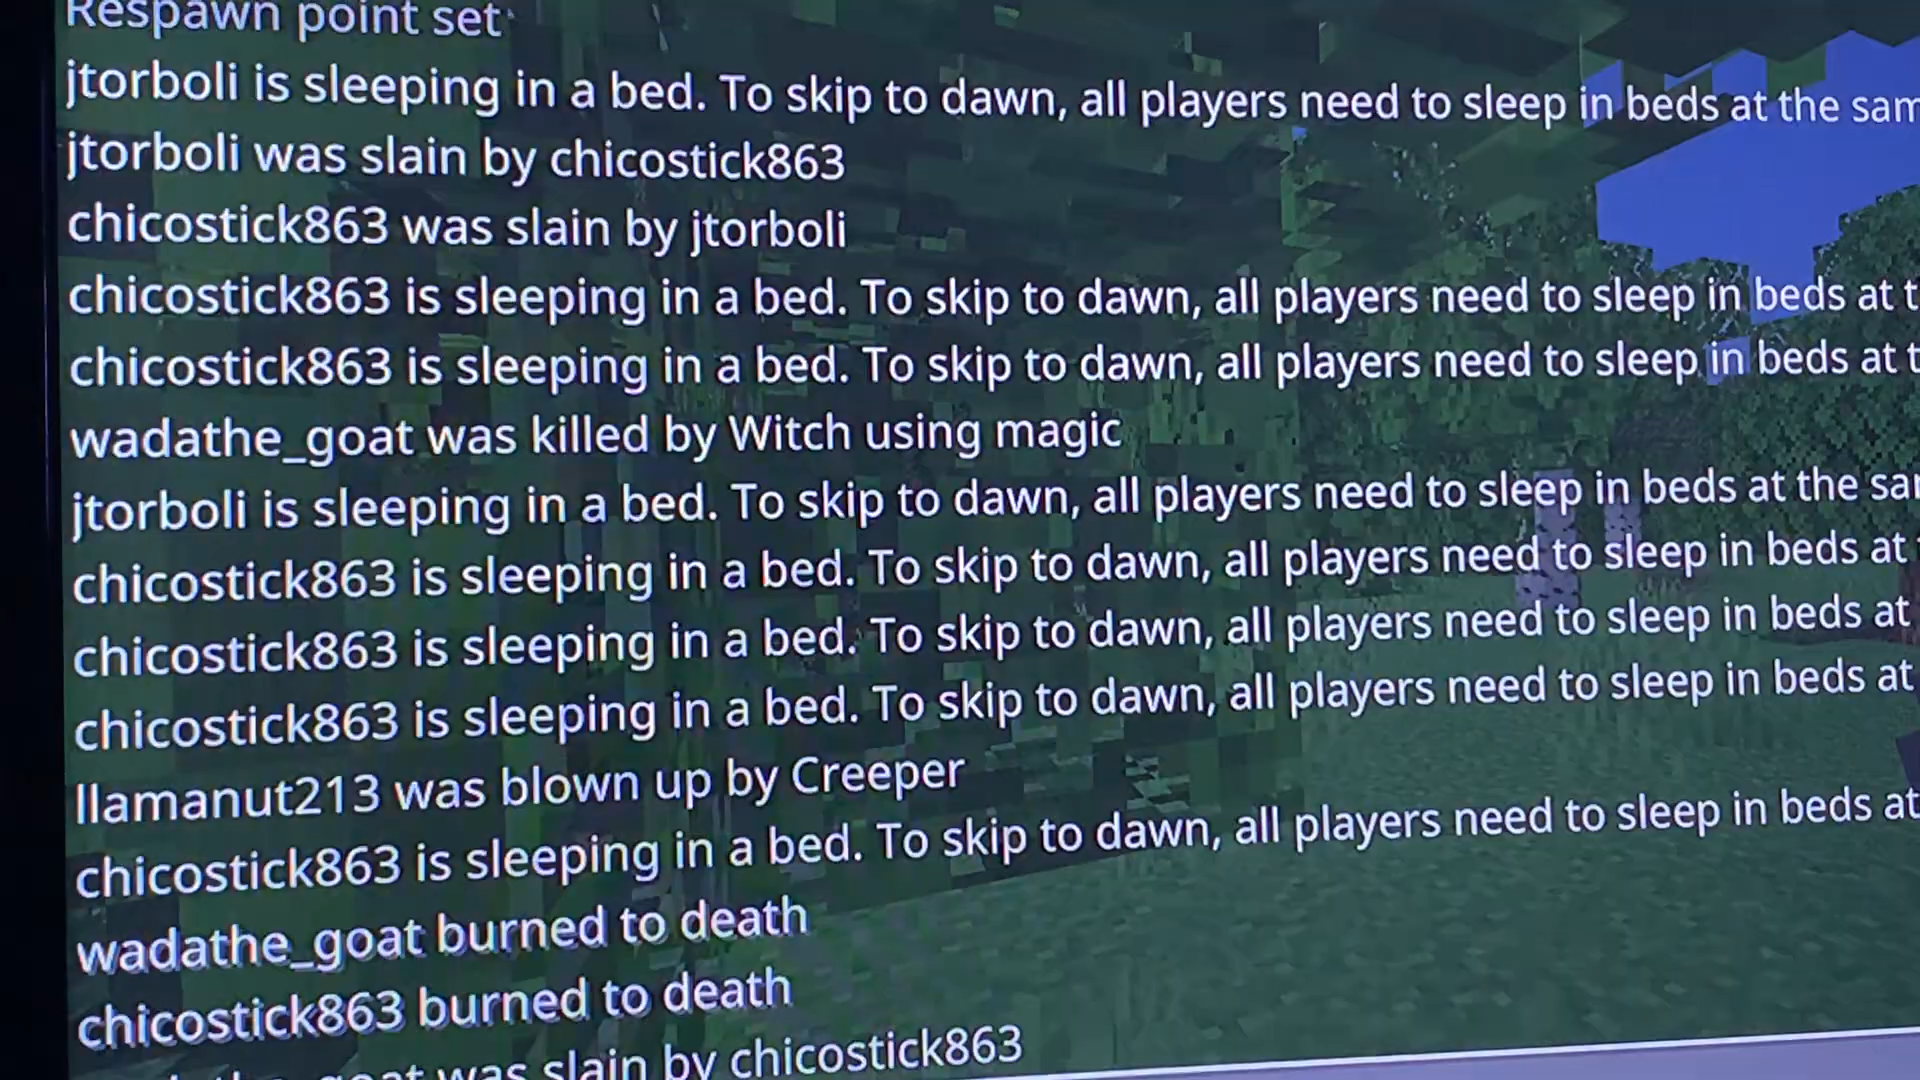 Respawn point set
jtorboli is sleeping in a bed. To skip to dawn, all players need to sleep in beds at the
jtorboli was slain by chicostick863
chicostick863 was slain by jtorboli
chicostick863 is sleeping in a bed. To skip to dawn, all players need to sleep in beds at
chicostick863 is sleeping in a bed. To skip to dawn, all players need to sleep in beds at
wadathe_goat was killed by Witch using magic
jtorboli is sleeping in a bed. To skip to dawn, all players need to sleep in beds at the
chicostick863 is sleeping in a bed. To skip to dawn, all players need to sleep in beds at
chicostick863 is sleeping in a bed. To skip to dawn, all players need to sleep in beds at
chicostick863 is sleeping in a bed. To skip to dawn, all players need to sleep in beds at
llamanut213 was blown up by Creeper
chicostick863 is sleeping in a bed. To skip to dawn, all players need to sleep in beds at
wadathe_goat burned to death
chicostick863 burned to death
was slain by chicostick863